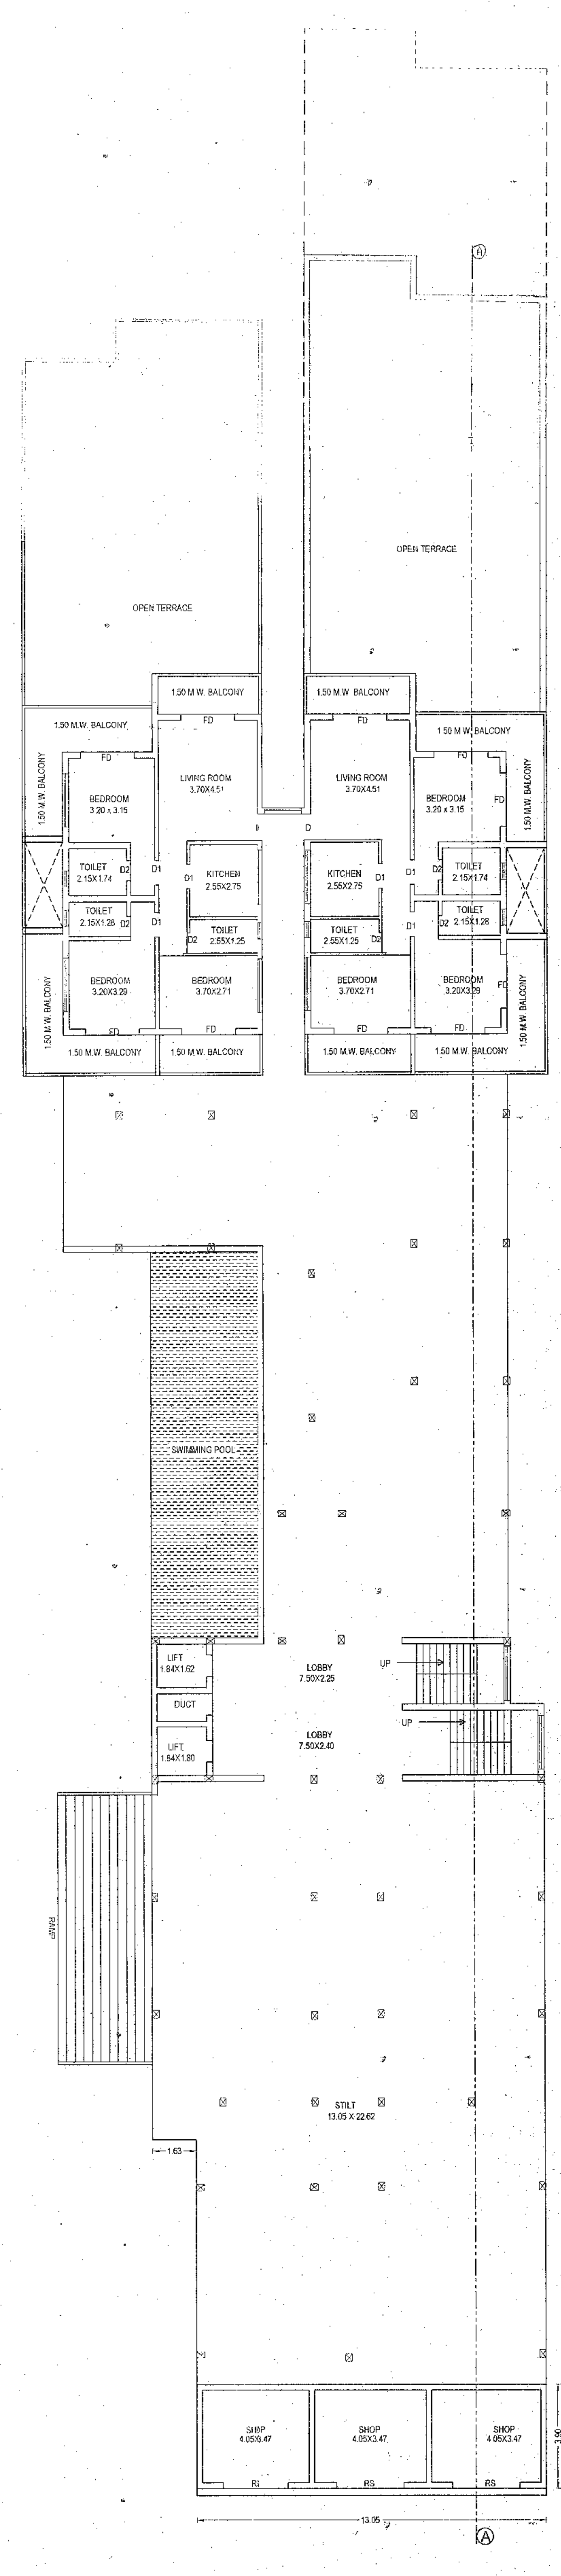 A
OPEN TERRACE
OPEN TERRACE
1.50 M.W. BALCONY
1.50 M.W. BALCONY
FD
FD
1.50 M.W. BALCONY
1.50 M.W. BALCONY
1.50 M.W. BALCONY
1.50 M.W. BALCONY
FD
FD
LIVING ROOM
3.70X4.51
LIVING ROOM
3.70X4.51
BEDROOM
3.20 x 3.15
BEDROOM
3.20 x 3.15
FD
D
D
TOILET
2.15X1.74
D2
D1
D1
KITCHEN
2.55X2.75
KITCHEN
2.55X2.75
D1
D1
D2
TOILET
2.15X1.74
TOILET
2.15X1.28
D2
D1
D2
TOILET
2.55X1.25
TOILET
2.55X1.25
D2
D1
D2
TOILET
2.15X1.28
BEDROOM
3.20X3.29
BEDROOM
3.70X2.71
BEDROOM
3.70X2.71
BEDROOM
3.20X3.29
FD
1.50 M.W. BALCONY
1.50 M.W. BALCONY
FD
FD
FD
FD
1.50 M.W. BALCONY
1.50 M.W. BALCONY
1.50 M.W. BALCONY
1.50 M.W. BALCONY
SWIMMING POOL
LIFT
1.84X1.62
LOBBY
7.50X2.25
UP
DUCT
LOBBY
7.50X2.40
UP
LIFT
1.84X1.80
RAMP
STILT
13.05 X 22.62
1.63
SHOP
4.05X3.47
SHOP
4.05X3.47
SHOP
4.05X3.47
3.90
RS
RS
RS
13.05
A